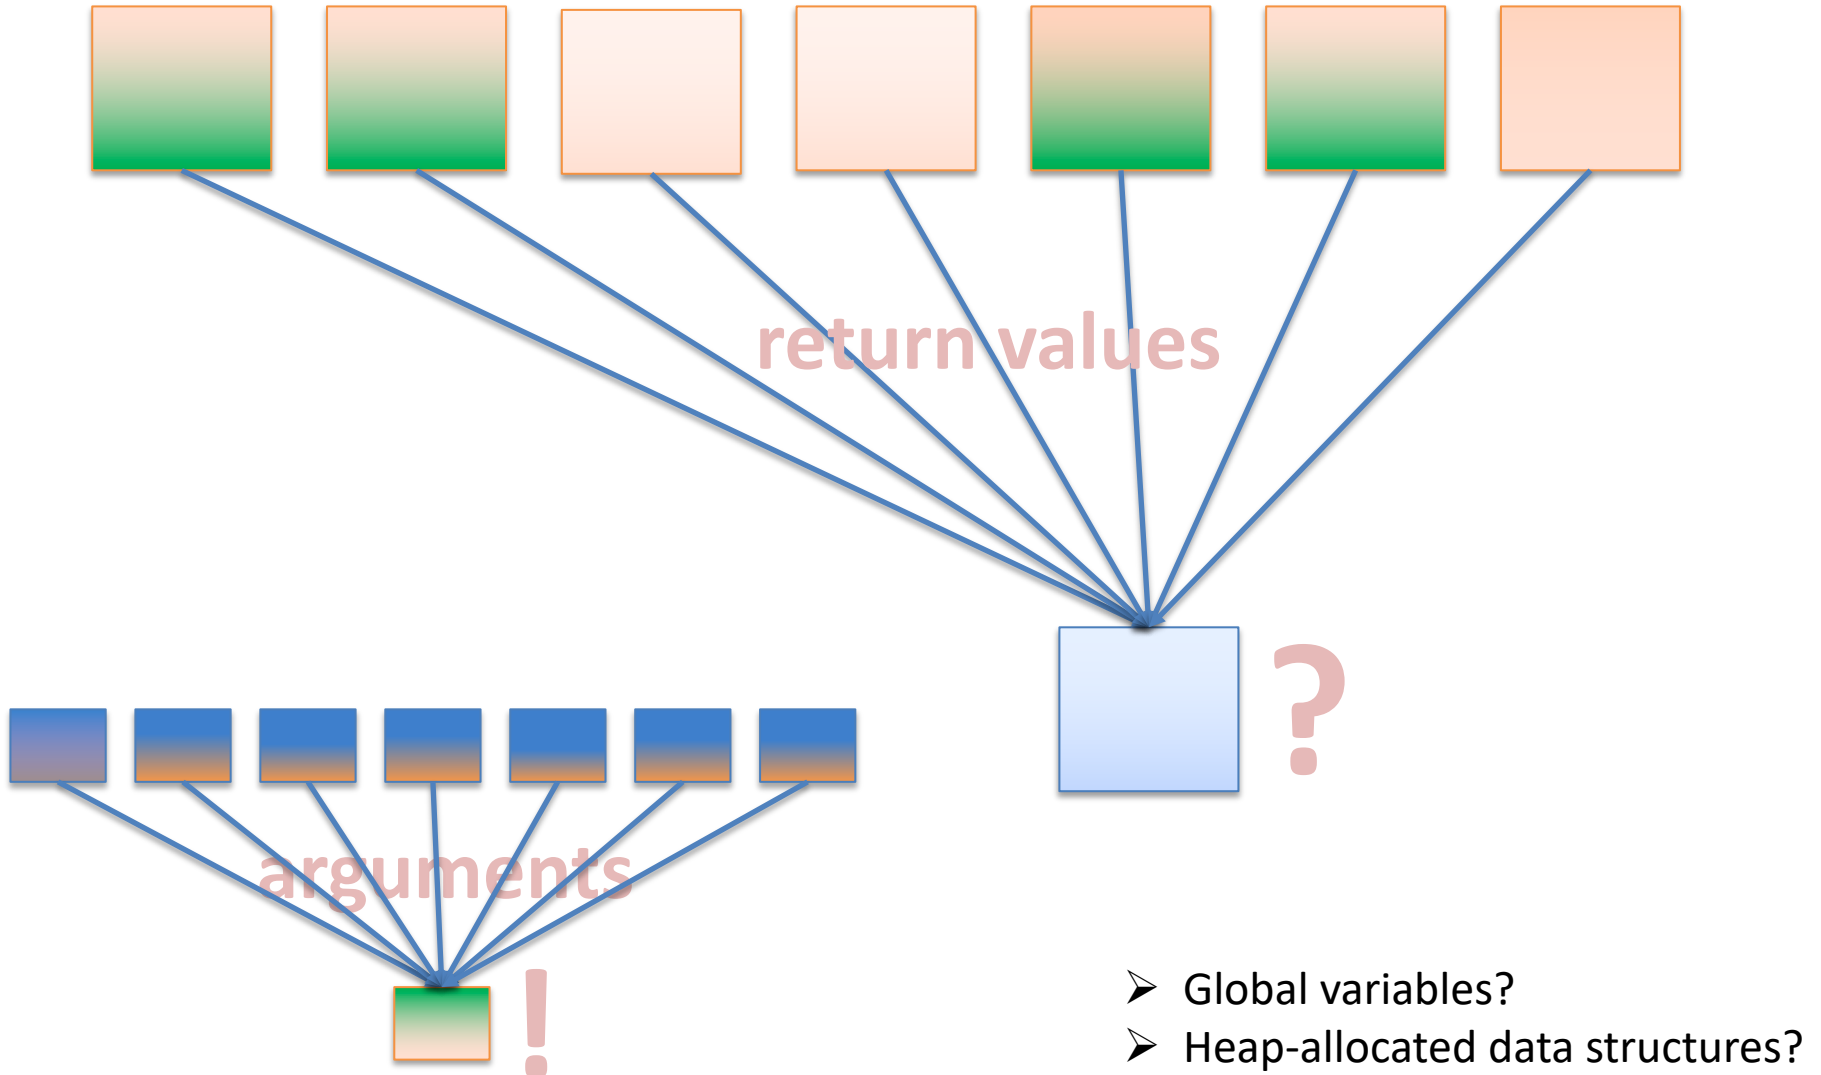 return values
?
arguments
!
➢ Global variables?
➢ Heap-allocated data structures?